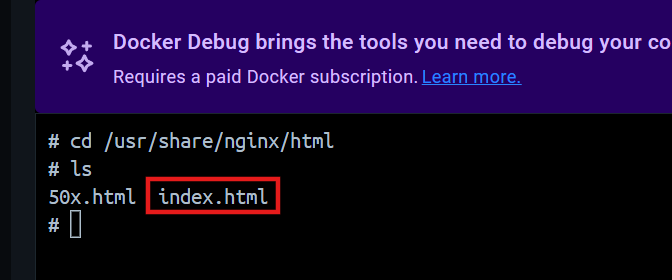 Docker Debug brings the tools you need to debug your co
Requires a paid Docker subscription. Learn more.
# cd /usr/share/nginx/html
# ls
50x.html index.html
#